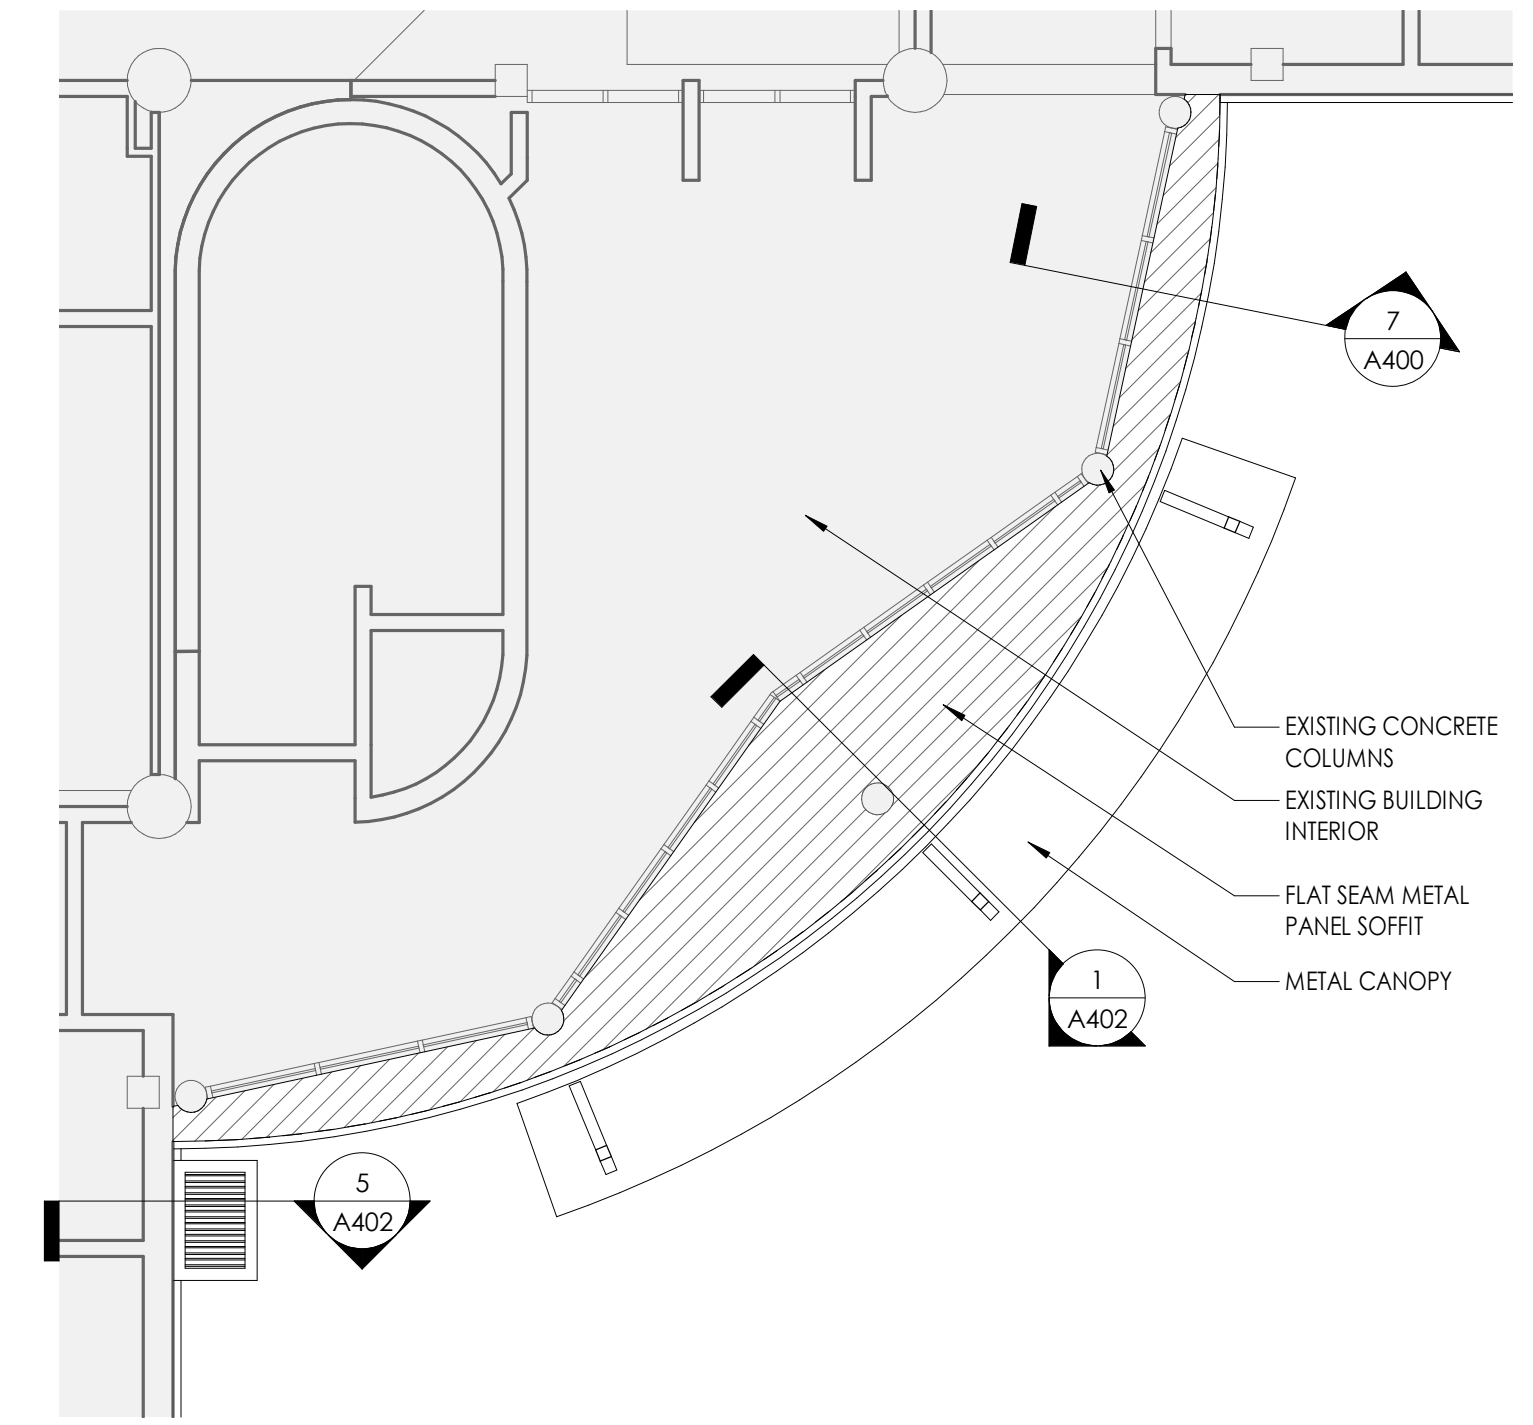 7
A400
EXISTING CONCRETE
COLUMNS
EXISTING BUILDING
INTERIOR
FLAT SEAM METAL
PANEL SOFFIT
METAL CANOPY
1
A402
5
A402